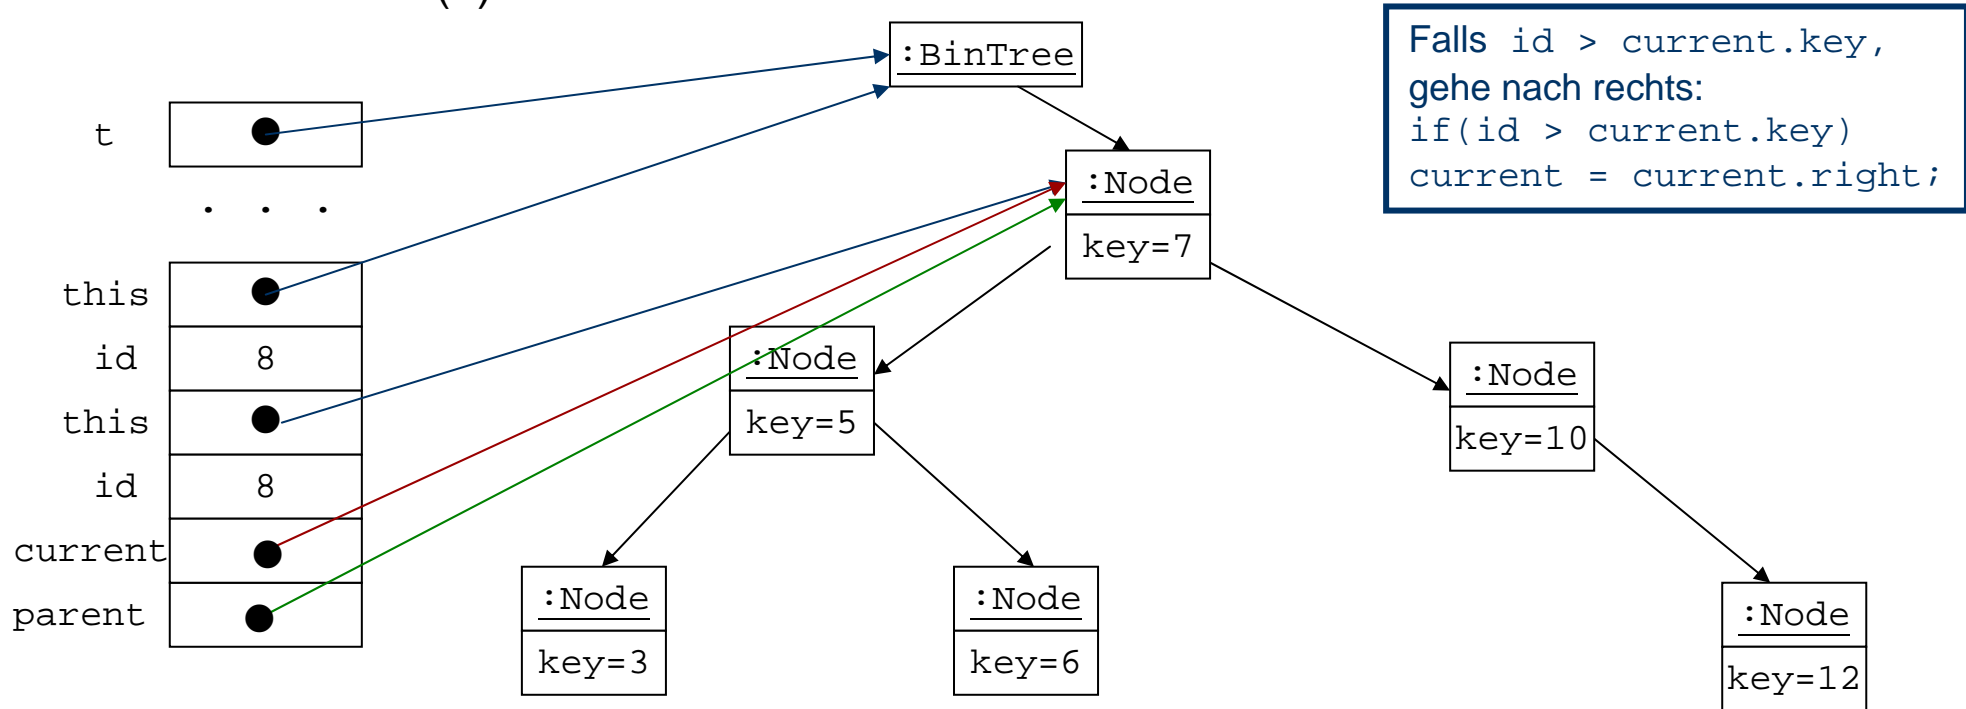 :BinTree
Falls id > current.key,
gehe nach rechts:
if(id > current.key)
current = current.right;
t
. . .
:Node
key=7
this
id 8
this
id 8
current
parent
:Node
key=5
:Node
key=10
:Node
key=3
:Node
key=6
:Node
key=12